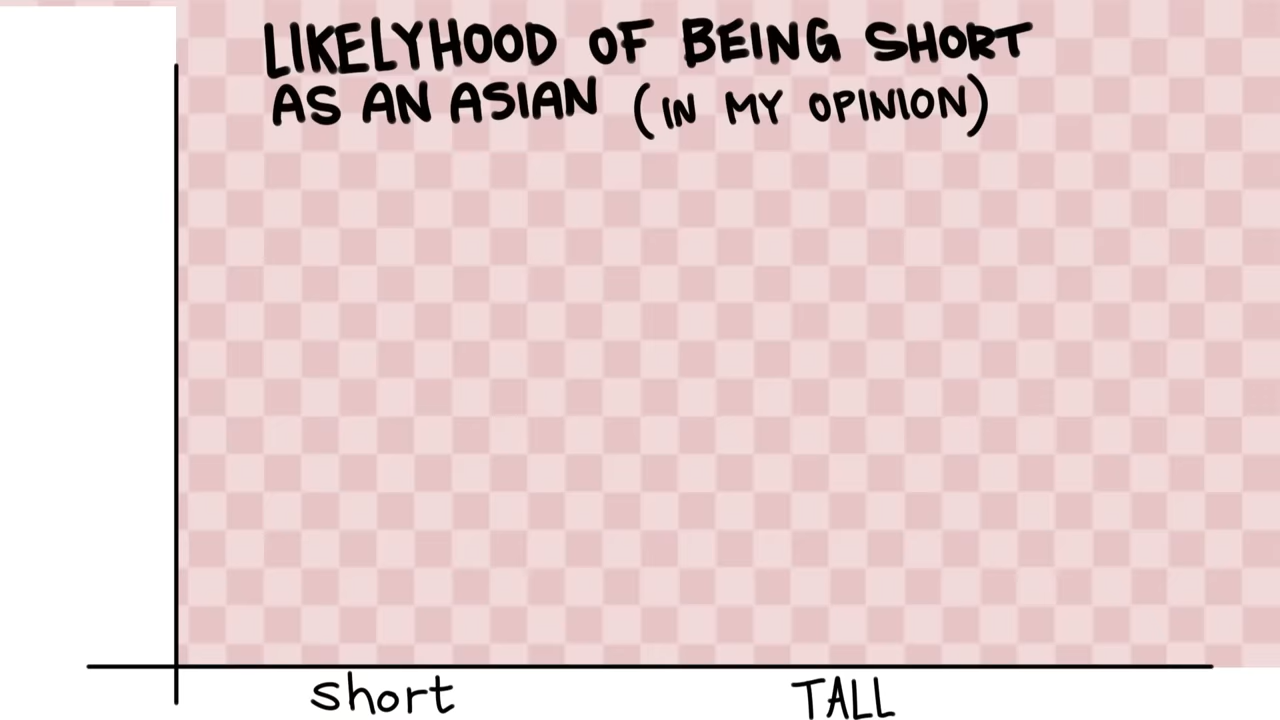 LIKELYHOOD OF BEING SHORT
AS AN ASIAN (IN MY OPINION)
short TALL